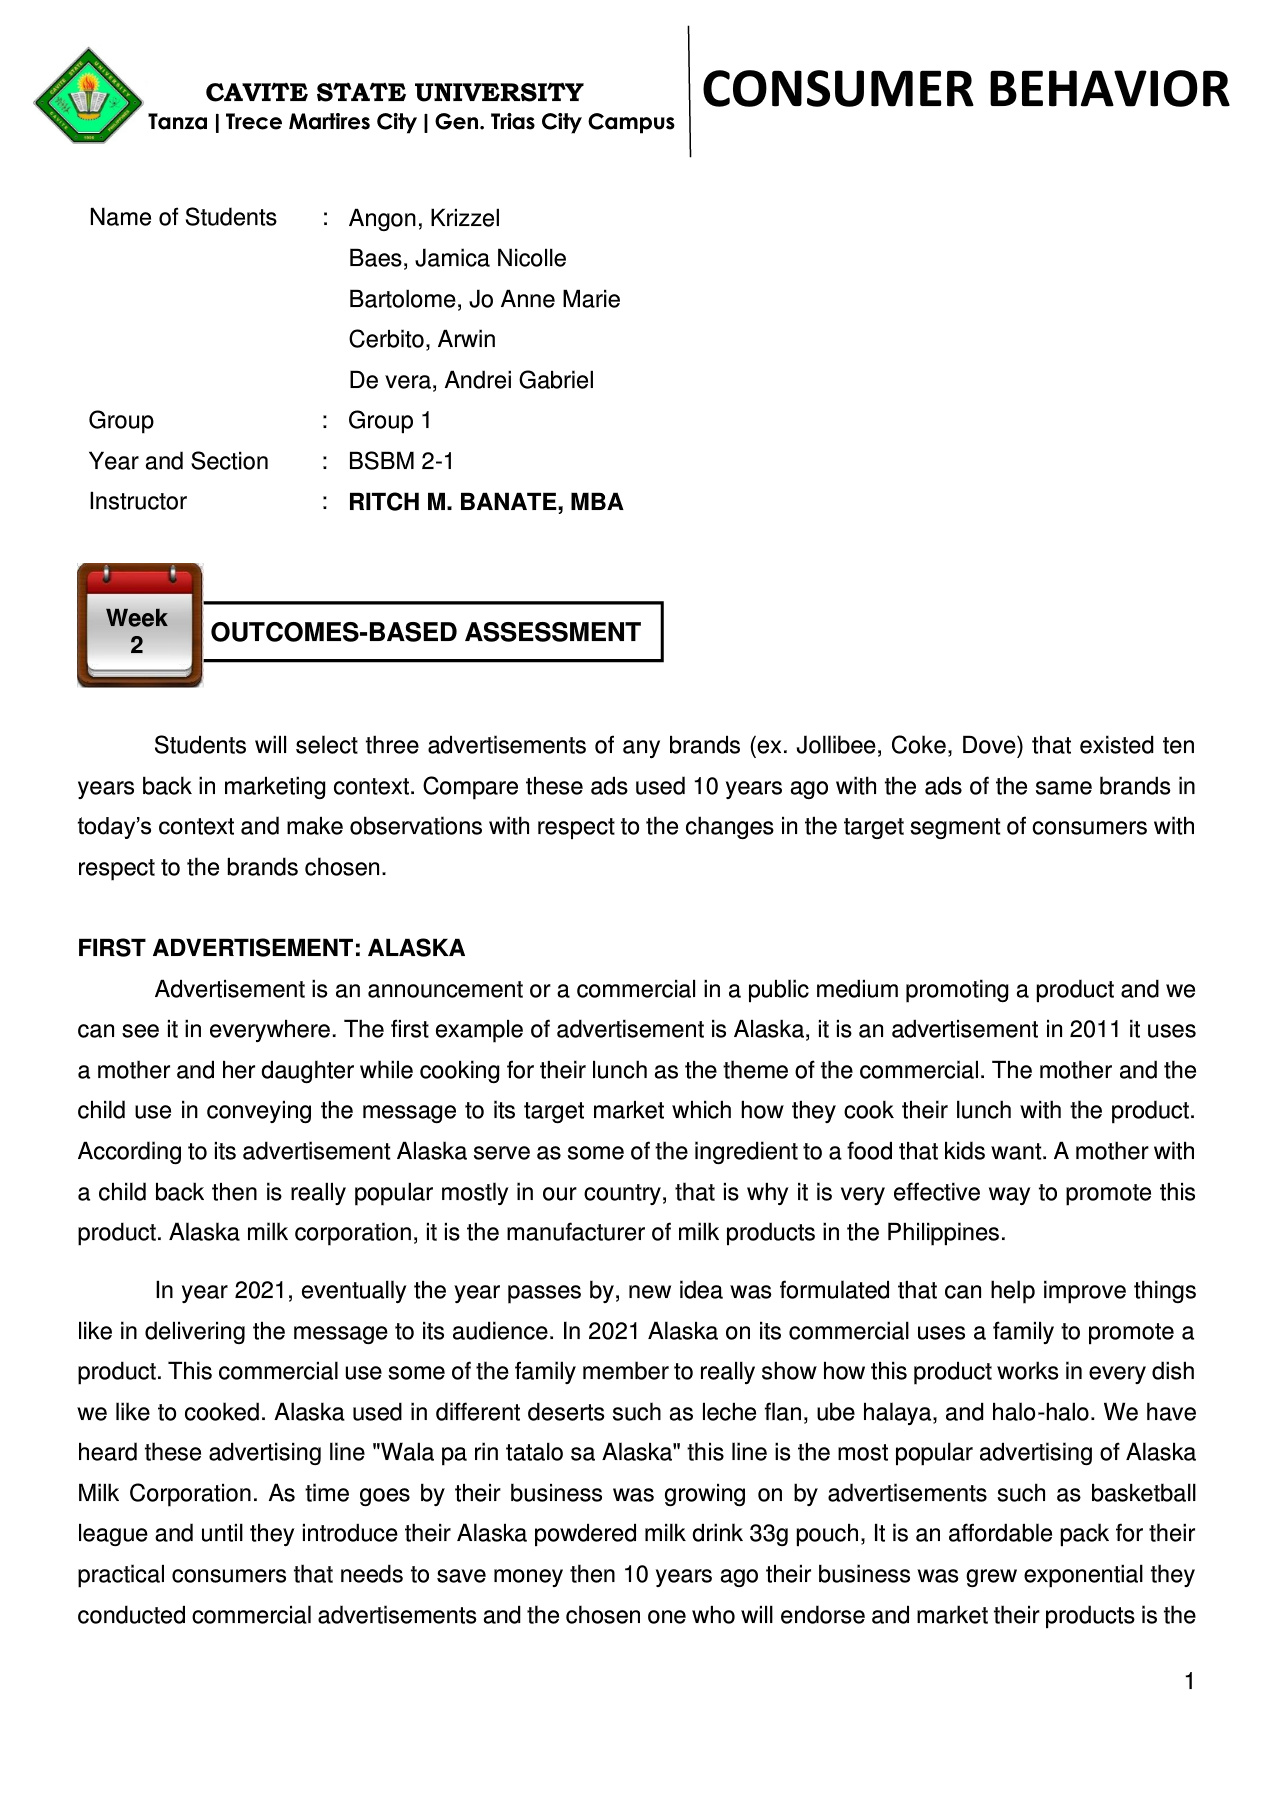 CAVITE STATE UNIVERSITY
Tanza | Trece Martires City | Gen. Trias City Campus
CONSUMER BEHAVIOR
Name of Students : Angon, Krizzel
Baes, Jamica Nicolle
Bartolome, Jo Anne Marie
Cerbito, Arwin
De vera, Andrei Gabriel
Group : Group 1
Year and Section : BSBM 2-1
Instructor : RITCH M. BANATE, MBA
Week
2
OUTCOMES-BASED ASSESSMENT
Students will select three advertisements of any brands (ex. Jollibee, Coke, Dove) that existed ten
years back in marketing context. Compare these ads used 10 years ago with the ads of the same brands in
today’s context and make observations with respect to the changes in the target segment of consumers with
respect to the brands chosen.
FIRST ADVERTISEMENT: ALASKA
Advertisement is an announcement or a commercial in a public medium promoting a product and we
can see it in everywhere. The first example of advertisement is Alaska, it is an advertisement in 2011 it uses
a mother and her daughter while cooking for their lunch as the theme of the commercial. The mother and the
child use in conveying the message to its target market which how they cook their lunch with the product.
According to its advertisement Alaska serve as some of the ingredient to a food that kids want. A mother with
a child back then is really popular mostly in our country, that is why it is very effective way to promote this
product. Alaska milk corporation, it is the manufacturer of milk products in the Philippines.
In year 2021, eventually the year passes by, new idea was formulated that can help improve things
like in delivering the message to its audience. In 2021 Alaska on its commercial uses a family to promote a
product. This commercial use some of the family member to really show how this product works in every dish
we like to cooked. Alaska used in different deserts such as leche flan, ube halaya, and halo-halo. We have
heard these advertising line "Wala pa rin tatalo sa Alaska" this line is the most popular advertising of Alaska
Milk Corporation. As time goes by their business was growing on by advertisements such as basketball
league and until they introduce their Alaska powdered milk drink 33g pouch, It is an affordable pack for their
practical consumers that needs to save money then 10 years ago their business was grew exponential they
conducted commercial advertisements and the chosen one who will endorse and market their products is the
1